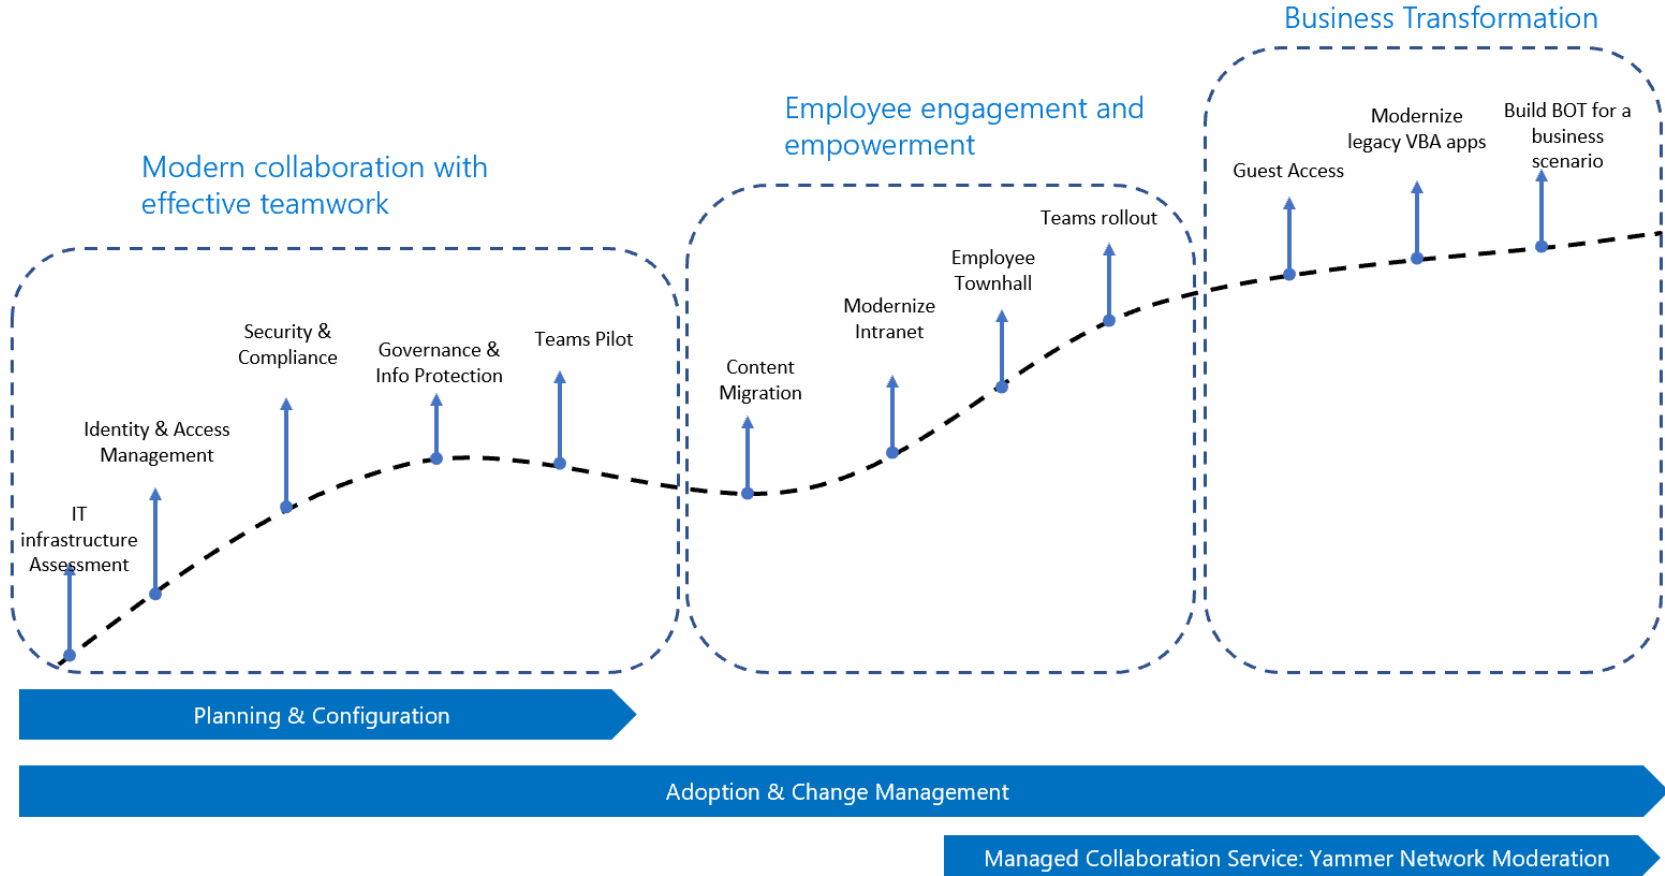 Business Transformation
Employee engagement and
empowerment
Modern collaboration with
effective teamwork
IT
infrastructure
Assessment
Identity & Access
Management
Security &
Compliance
Governance &
Info Protection
Teams Pilot
Content
Migration
Modernize
Intranet
Employee
Townhall
Teams rollout
Guest Access
Modernize
legacy VBA apps
Build BOT for a
business
scenario
Planning & Configuration
Adoption & Change Management
Managed Collaboration Service: Yammer Network Moderation